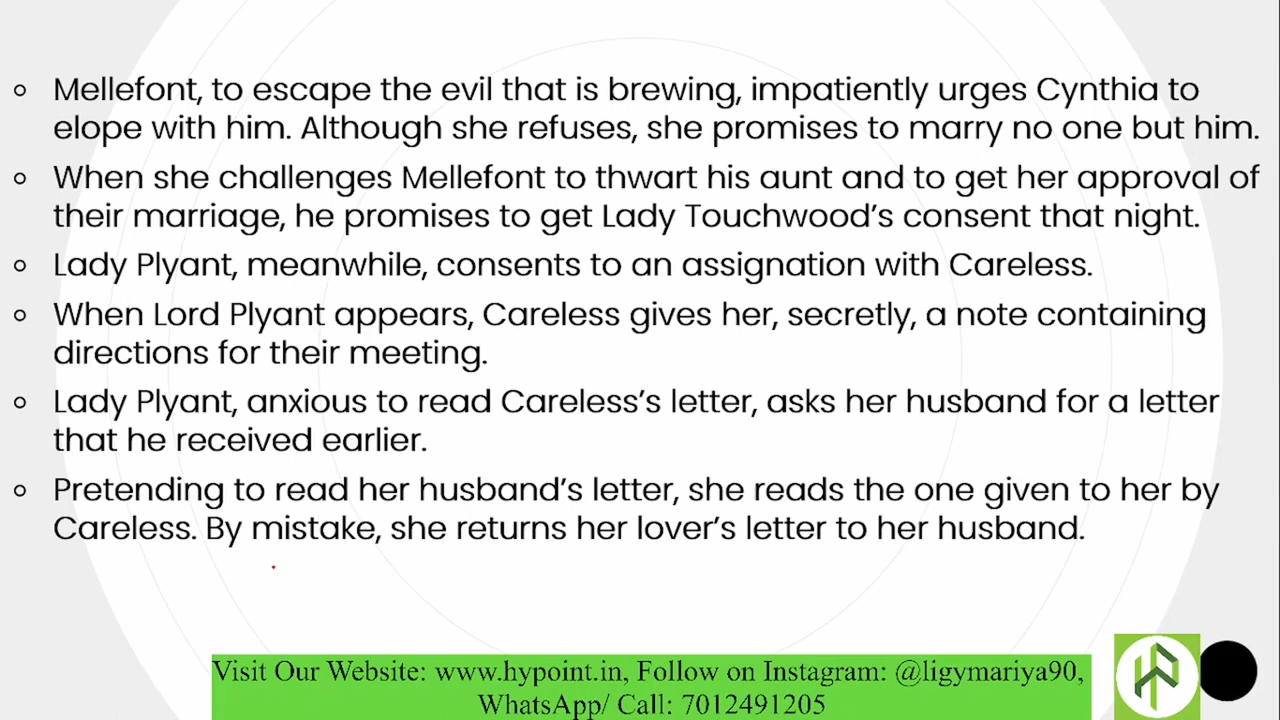 Mellefont, to escape the evil that is brewing, impatiently urges Cynthia to
elope with him. Although she refuses, she promises to marry no one but him.
When she challenges Mellefont to thwart his aunt and to get her approval of
their marriage, he promises to get Lady Touchwood’s consent that night.
Lady Plyant, meanwhile, consents to an assignation with Careless.
When Lord Plyant appears, Careless gives her, secretly, a note containing
directions for their meeting.
Lady Plyant, anxious to read Careless’s letter, asks her husband for a letter
that he received earlier.
Pretending to read her husband’s letter, she reads the one given to her by
Careless. By mistake, she returns her lover’s letter to her husband.
Visit Our Website: www.hypoint.in, Follow on Instagram: @ligymariya90,
WhatsApp/ Call: 7012491205